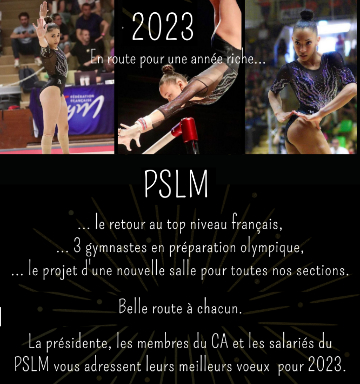 2023
"En route pour une année riche...
FÉDÉRATION
FRANÇAISE
PSLM
... le retour au top niveau français,
... 3 gymnastes en préparation olympique,
... le projet d'une nouvelle salle pour toutes nos sections.
Belle route à chacun.
La présidente, les membres du CA et les salariés du
PSLM vous adressent leurs meilleurs voeux pour 2023.